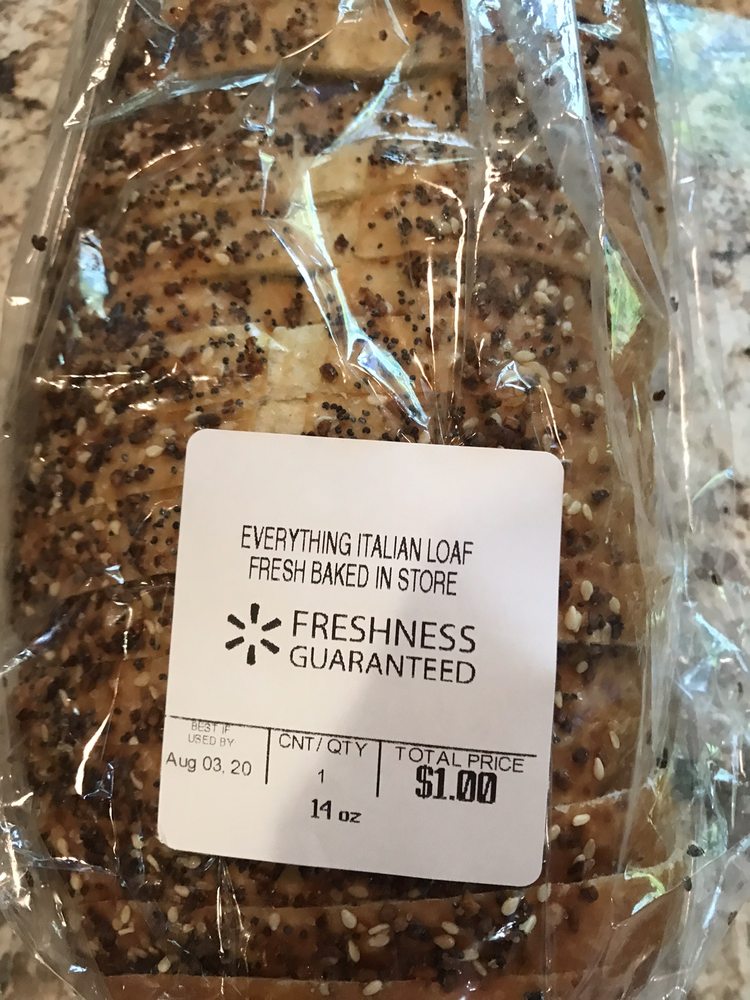 EVERYTHING ITALIAN LOAF
FRESH BAKED IN STORE
FRESHNESS
GUARANTEED
BEST IF
USED BY
Aug 03, 20
CNT/QTY
1
14 oz
TOTAL PRICE
$1.00